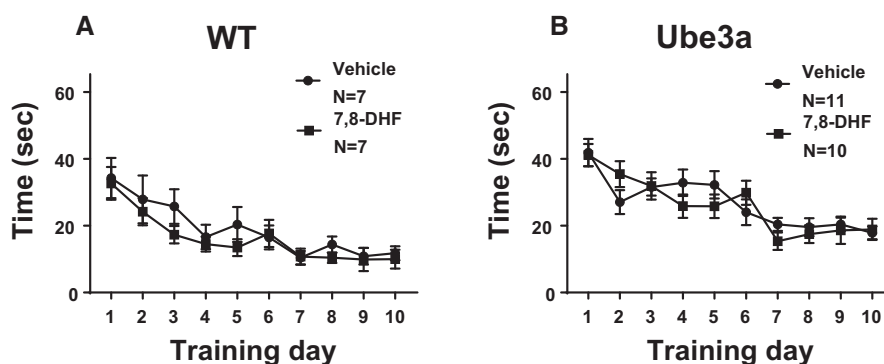 A
WT
Vehicle
N=7
7,8-DHF
N=7
Time (sec)
60
40
20
0
1 2 3 4 5 6 7 8 9 10
Training day
B
Ube3a
Vehicle
N=11
7,8-DHF
N=10
Time (sec)
60
40
20
0
1 2 3 4 5 6 7 8 9 10
Training day